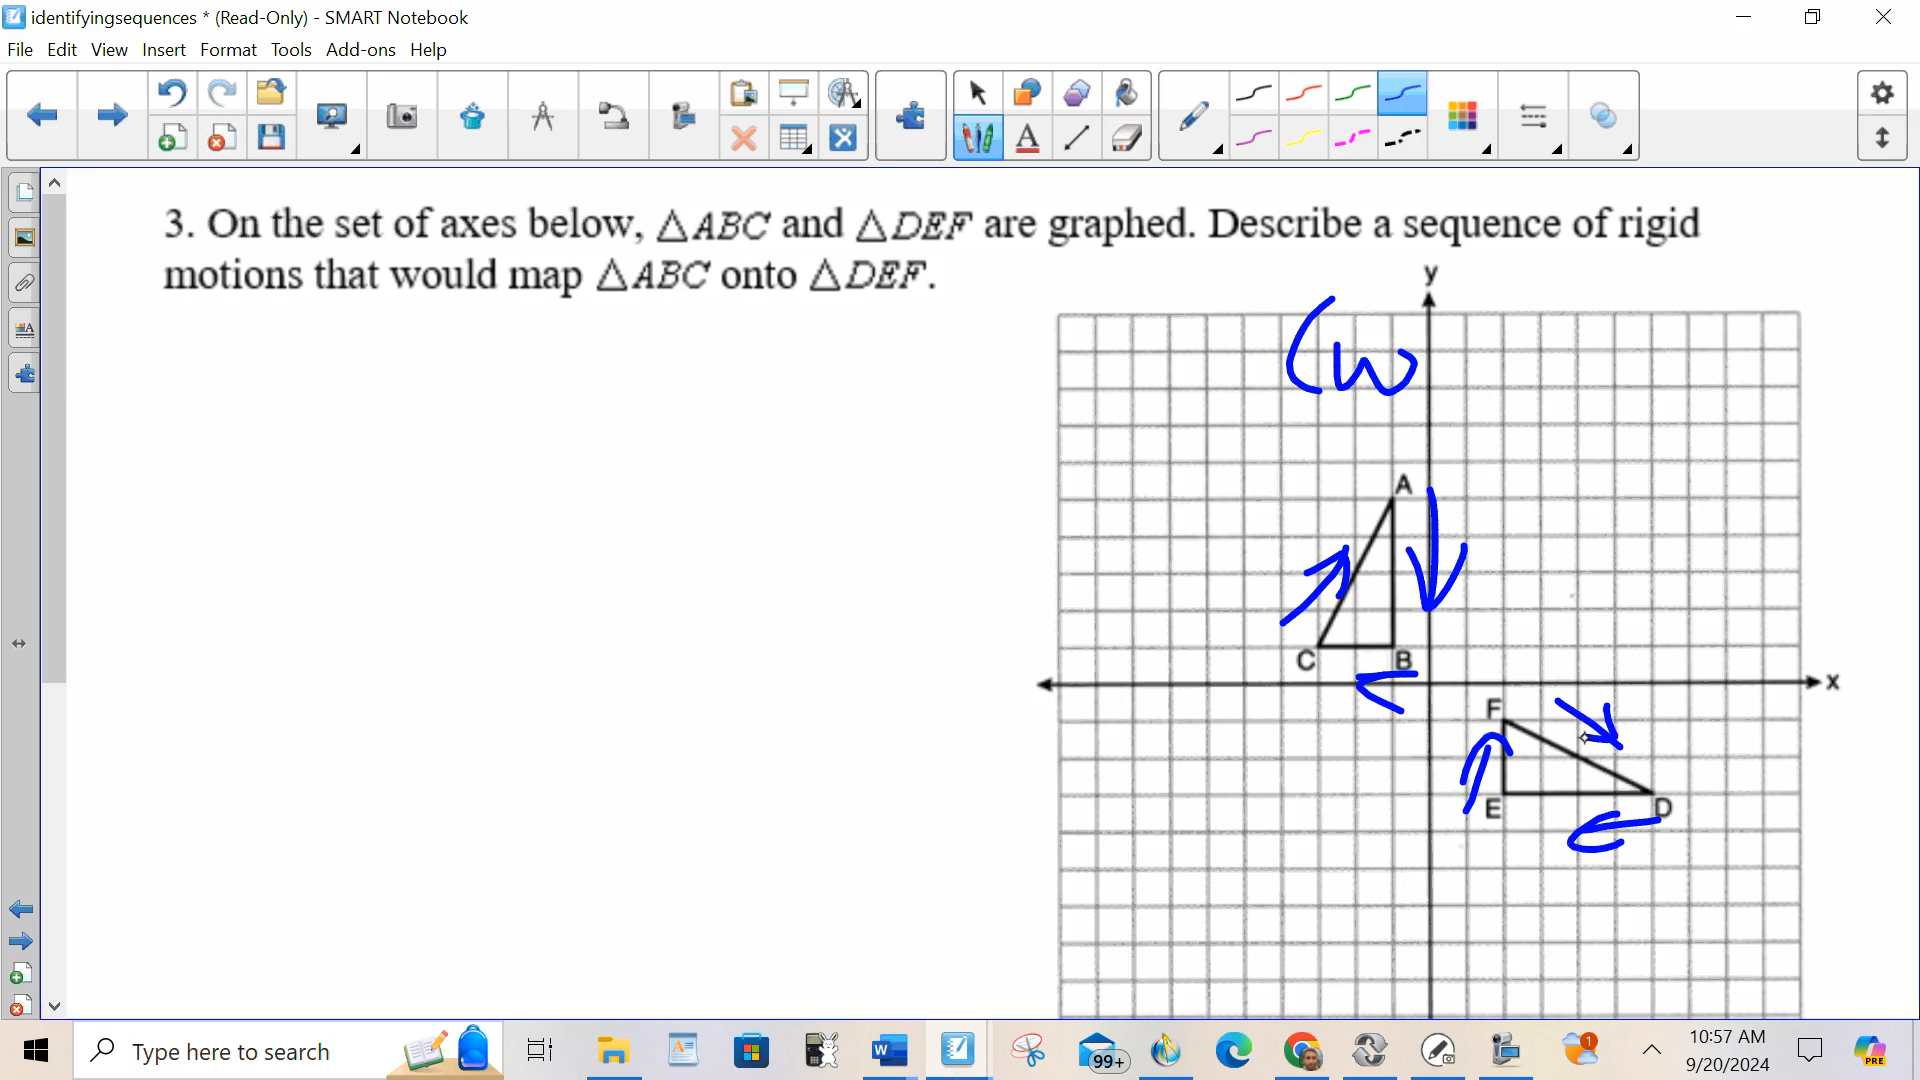 identifyingsequences * (Read-Only) - SMART Notebook
File Edit View Insert Format Tools Add-ons Help
3. On the set of axes below, △ABC and △DEF are graphed. Describe a sequence of rigid
motions that would map △ABC onto △DEF.
y
(W
A
C B
x
F
E D
Type here to search
99+
1
10:57 AM
9/20/2024
PRE